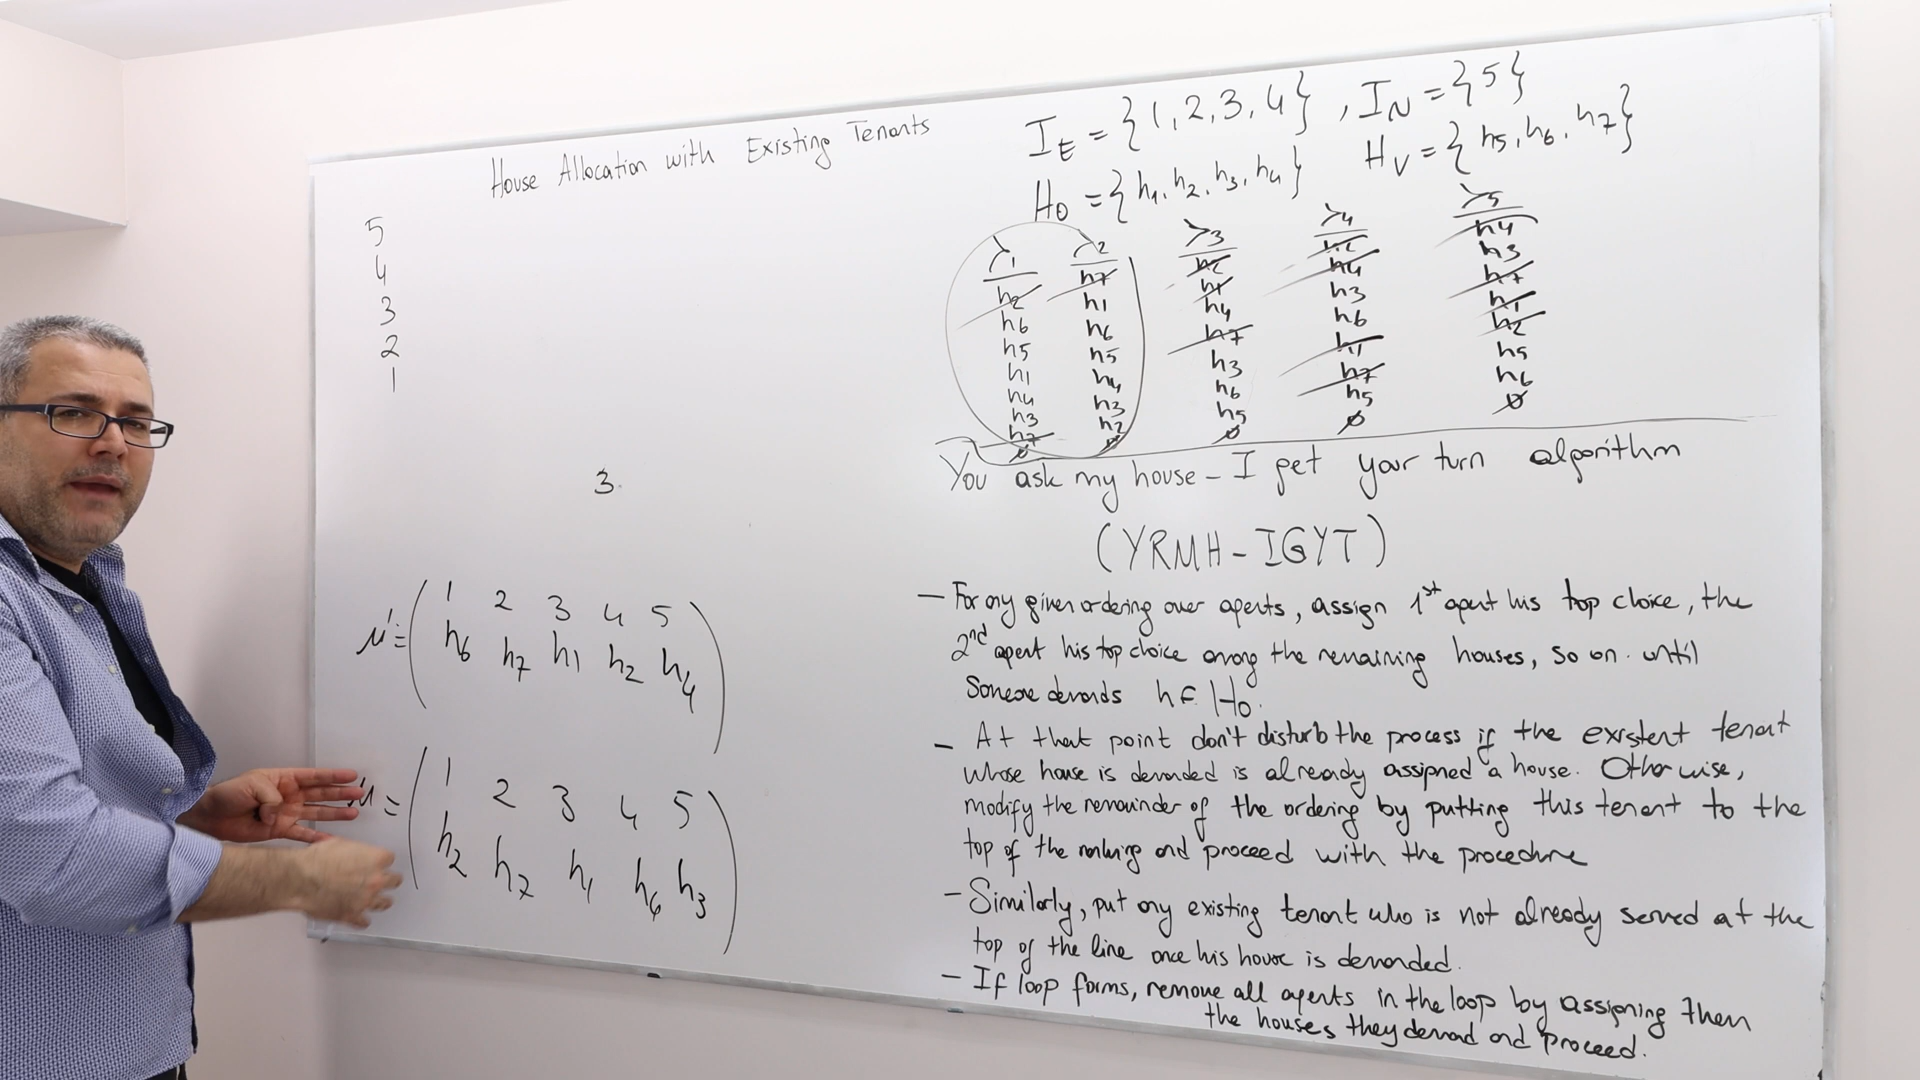 House Allocation with Existing Tenants
I_E = {1,2,3,4}, I_N = {5}
H_O = {h1, h2, h3, h4} H_V = {h5, h6, h7}
5
4
3
2
1
≻1
h2
h6
h5
h1
h4
h3
h7
∅
≻2
h7
h1
h6
h5
h4
h3
h2
∅
≻3
h2
h1
h4
h7
h3
h6
h5
∅
≻4
h2
h4
h3
h6
h1
h7
h5
∅
≻5
h4
h3
h7
h1
h2
h5
h6
∅
3
μ' = ( 1 2 3 4 5
h6 h7 h1 h2 h4 )
μ = ( 1 2 3 4 5
h2 h7 h1 h6 h3 )
You ask my house - I get your turn algorithm
(YRMH-IGYT)
- For any given ordering over agents, assign 1st agent his top choice, the
2nd agent his top choice among the remaining houses, so on. until
Someone demands h ∈ Ho.
- At that point don't disturb the process if the existent tenant
whose house is demanded is already assigned a house. Otherwise,
modify the remainder of the ordering by putting this tenant to the
top of the ranking and proceed with the procedure
- Similarly, put any existing tenant who is not already served at the
top of the line once his house is demanded.
- If loop forms, remove all agents in the loop by assigning them
the houses they demand and proceed.